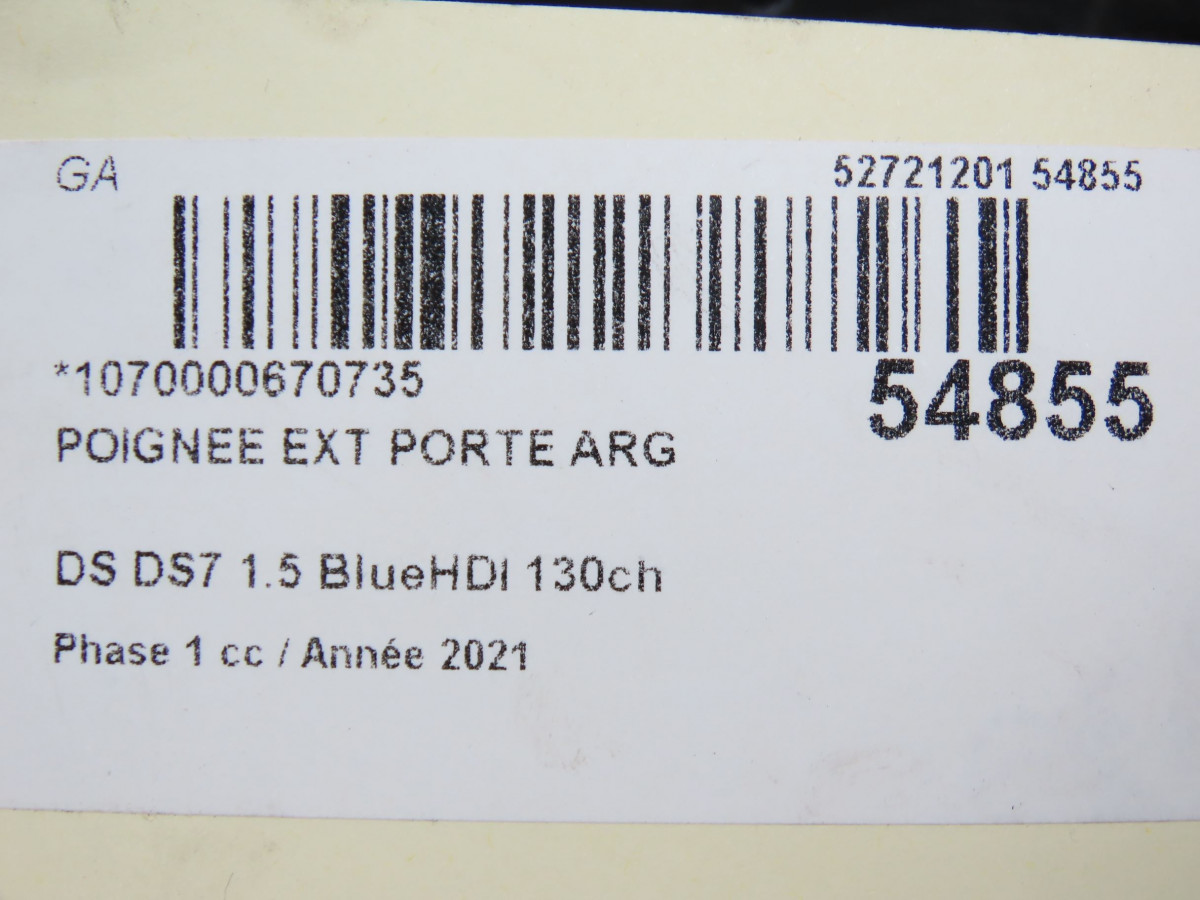 GA 52721201 54855
*1070000670735
54855
POIGNEE EXT PORTE ARG
DS DS7 1.5 BlueHDI 130ch
Phase 1 cc / Année 2021